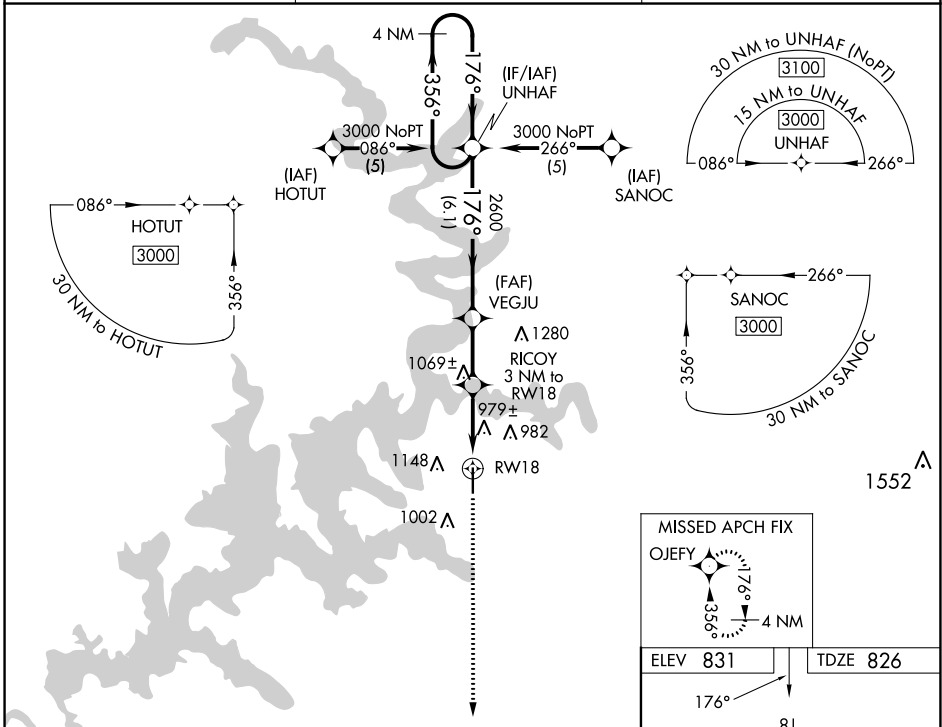 4 NM
356°
176°
(IF/IAF)
UNHAF
3000 NoPT
086°
(5)
(IAF)
HOTUT
3000 NoPT
266°
(5)
(IAF)
SANOC
30 NM to UNHAF (NoPT)
3100
15 NM to UNHAF
3000
UNHAF
086°
266°
086°
HOTUT
3000
356°
30 NM to HOTUT
2600
176°
(6.1)
(FAF)
VEGJU
1280
1069±
RICOY
3 NM to
RW18
979±
982
1148
RW18
1002
266°
SANOC
3000
356°
30 NM to SANOC
1552
MISSED APCH FIX
OJEFY
176°
356°
4 NM
ELEV 831
TDZE 826
176°